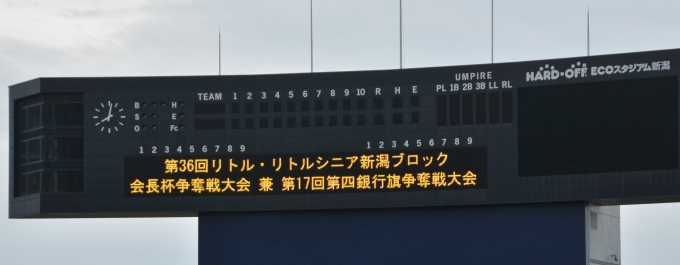 HARD・OFF ECOスタジアム新潟
UMPIRE
TEAM 1 2 3 4 5 6 7 8 9 10 R H E PL 1B 2B 3B LL RL
B H
S E
O Fc
1 2 3 4 5 6 7 8 9 1 2 3 4 5 6 7 8 9
第36回リトル・リトルシニア新潟ブロック
会長杯争奪戦大会 兼 第17回第四銀行旗争奪戦大会